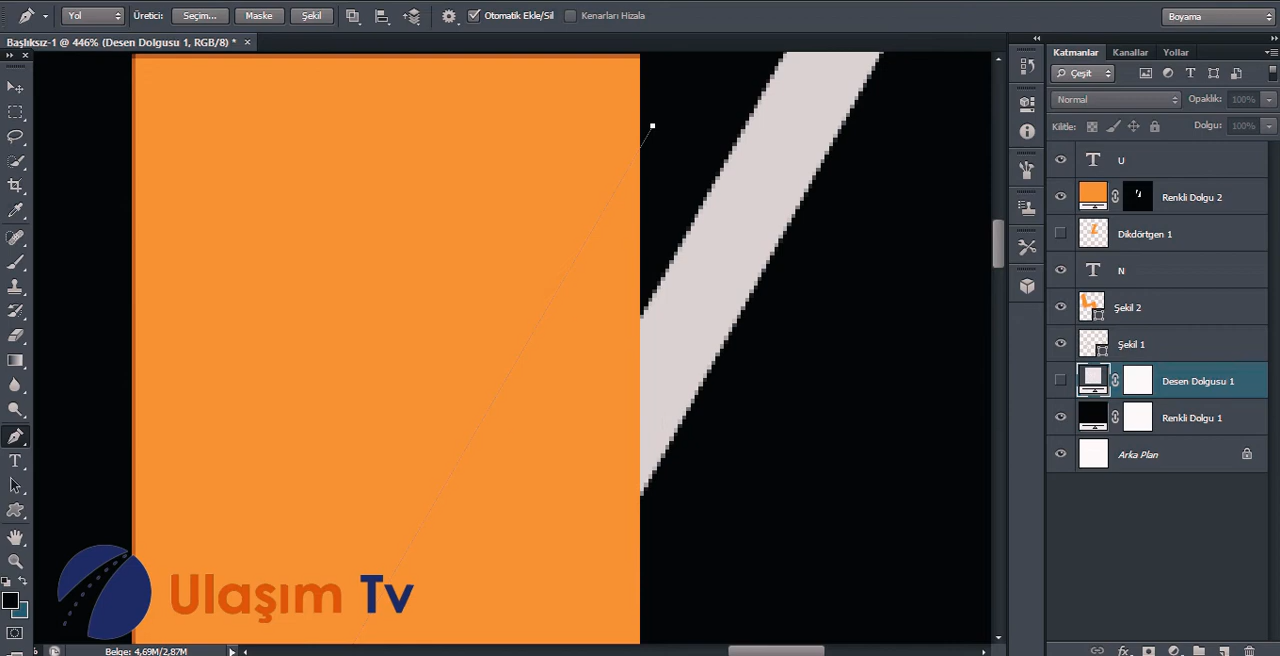 Yol
Üretici:
Seçim...
Maske
Şekil
Otomatik Ekle/Sil
Kenarları Hizala
Boyama
Başlıksız-1 @ 446% (Desen Dolgusu 1, RGB/8) *
Katmanlar
Kanallar
Yollar
Çeşit
Normal
Opaklık:
100%
Kilitle:
Dolgu:
100%
U
Renkli Dolgu 2
Dikdörtgen 1
N
Şekil 2
Şekil 1
Desen Dolgusu 1
Renkli Dolgu 1
Arka Plan
Ulaşım Tv
Belge: 4,69M/2,87M